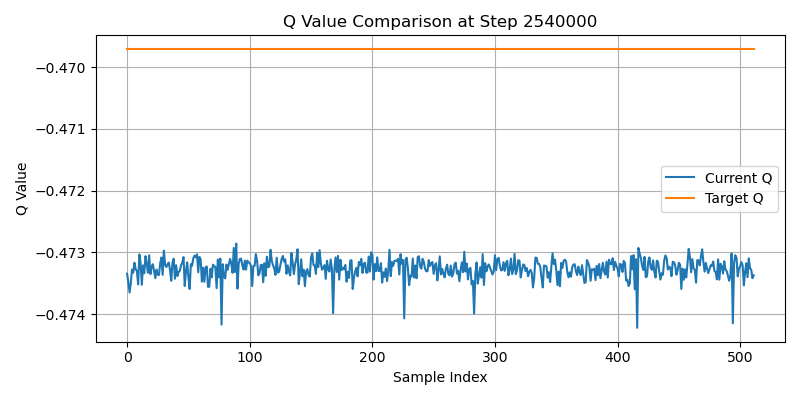 Q Value Comparison at Step 2540000
Q Value
−0.470
−0.471
−0.472
−0.473
−0.474
Current Q
Target Q
0
100
200
300
400
500
Sample Index